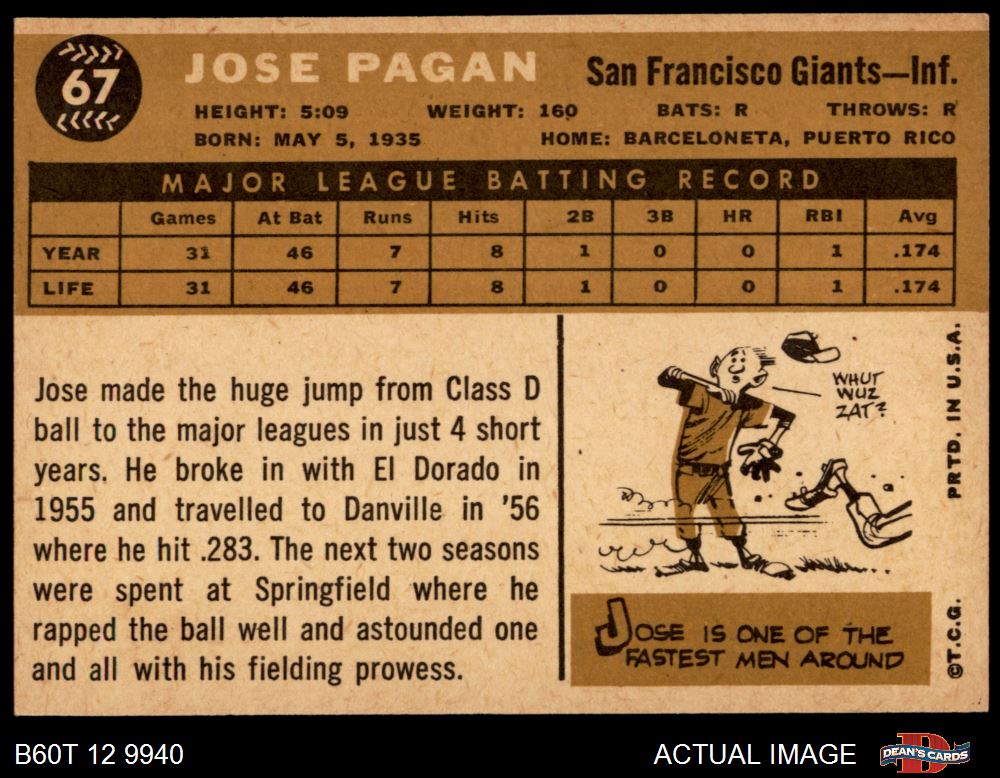 67
JOSE PAGAN
San Francisco Giants—Inf.
HEIGHT: 5:09 WEIGHT: 160 BATS: R THROWS: R
BORN: MAY 5, 1935 HOME: BARCELONETA, PUERTO RICO
MAJOR LEAGUE BATTING RECORD
Games At Bat Runs Hits 2B 3B HR RBI Avg
YEAR 31 46 7 8 1 0 0 1 .174
LIFE 31 46 7 8 1 0 0 1 .174
Jose made the huge jump from Class D
ball to the major leagues in just 4 short
years. He broke in with El Dorado in
1955 and travelled to Danville in '56
where he hit .283. The next two seasons
were spent at Springfield where he
rapped the ball well and astounded one
and all with his fielding prowess.
WHUT
WUZ
ZAT?
JOSE IS ONE OF THE
FASTEST MEN AROUND
©T.C.G. PRTD. IN U.S.A.
B60T 12 9940
ACTUAL IMAGE
D
DEAN'S CARDS